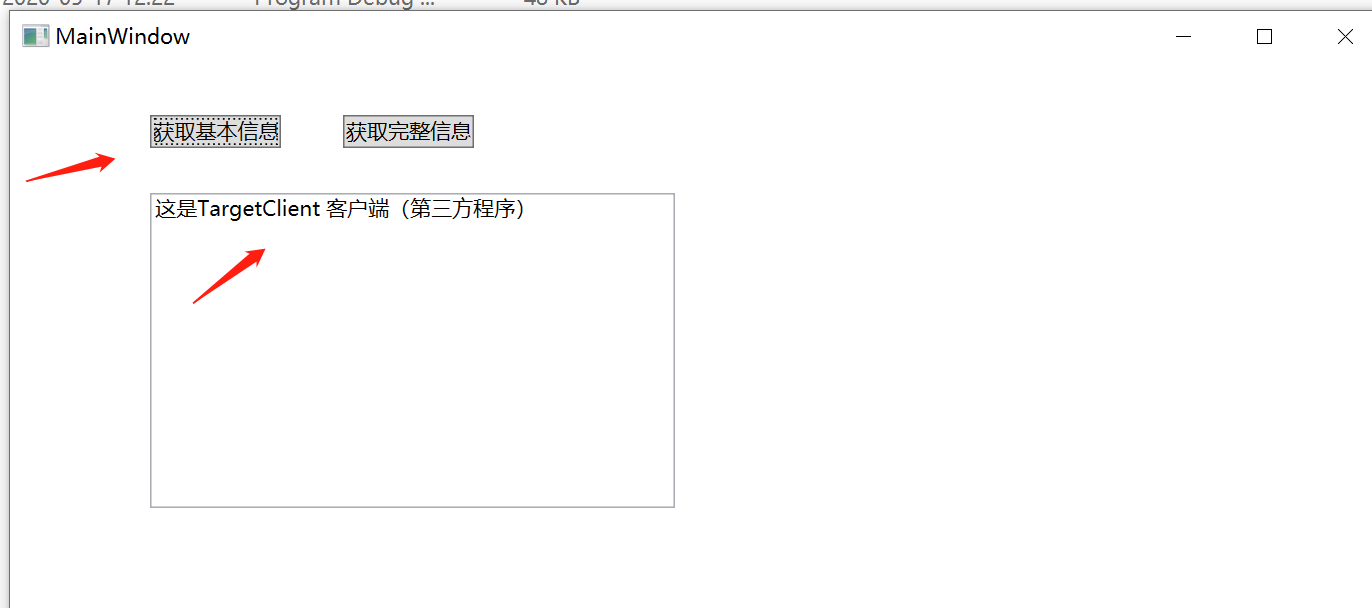 2020-09-17 12:22 Program Debug ... 48 KB
MainWindow
获取基本信息 获取完整信息
这是TargetClient 客户端（第三方程序）